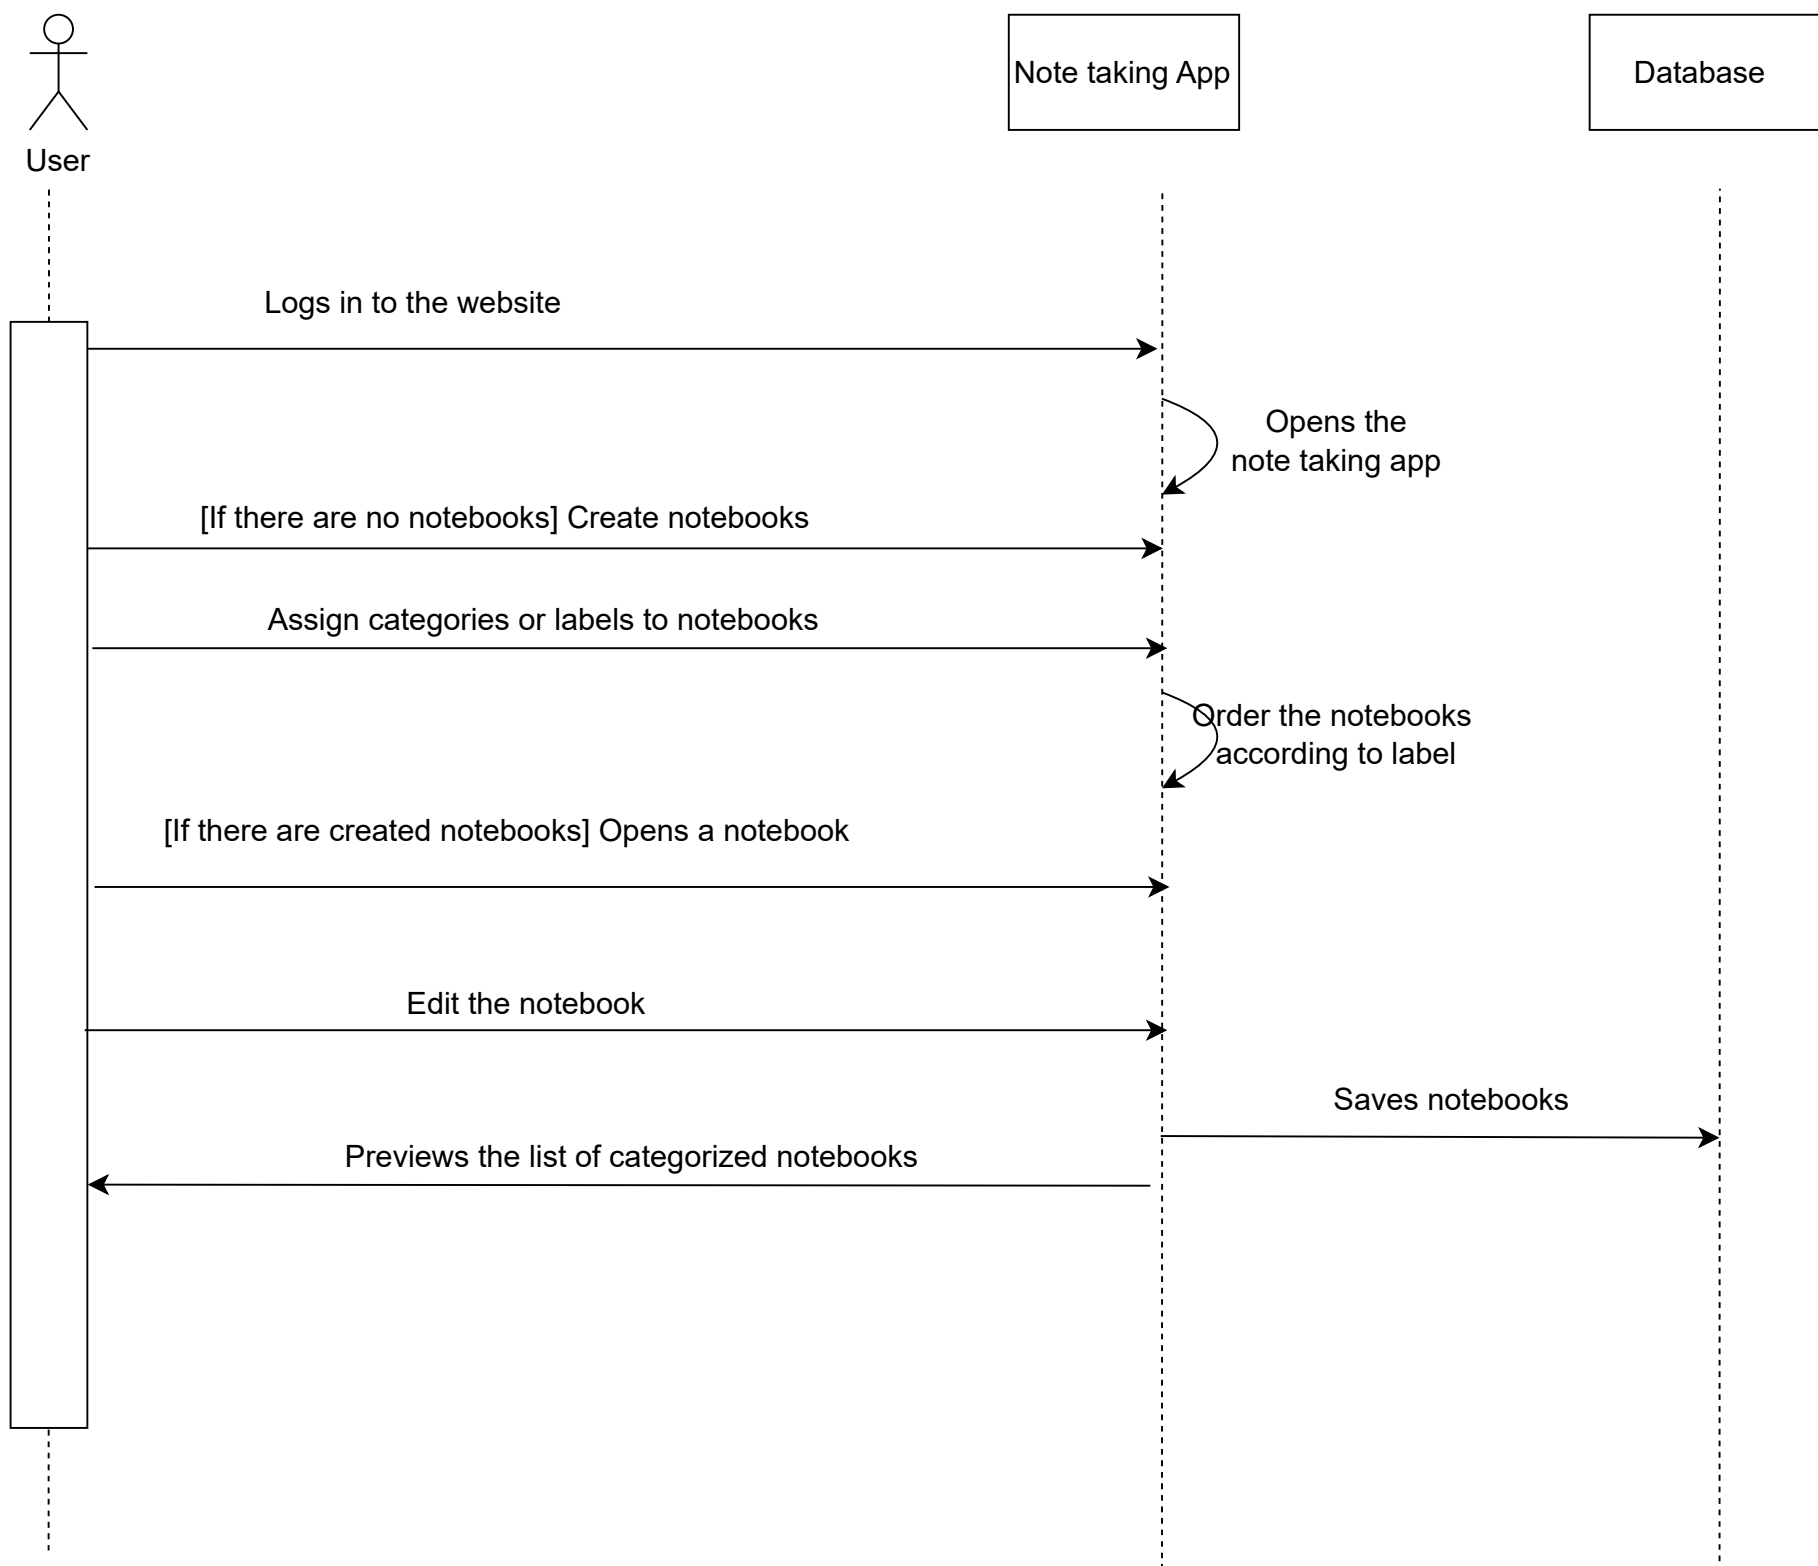 Note taking App
Database
User
Logs in to the website
Opens the
note taking app
[If there are no notebooks] Create notebooks
Assign categories or labels to notebooks
Order the notebooks
according to label
[If there are created notebooks] Opens a notebook
Edit the notebook
Saves notebooks
Previews the list of categorized notebooks